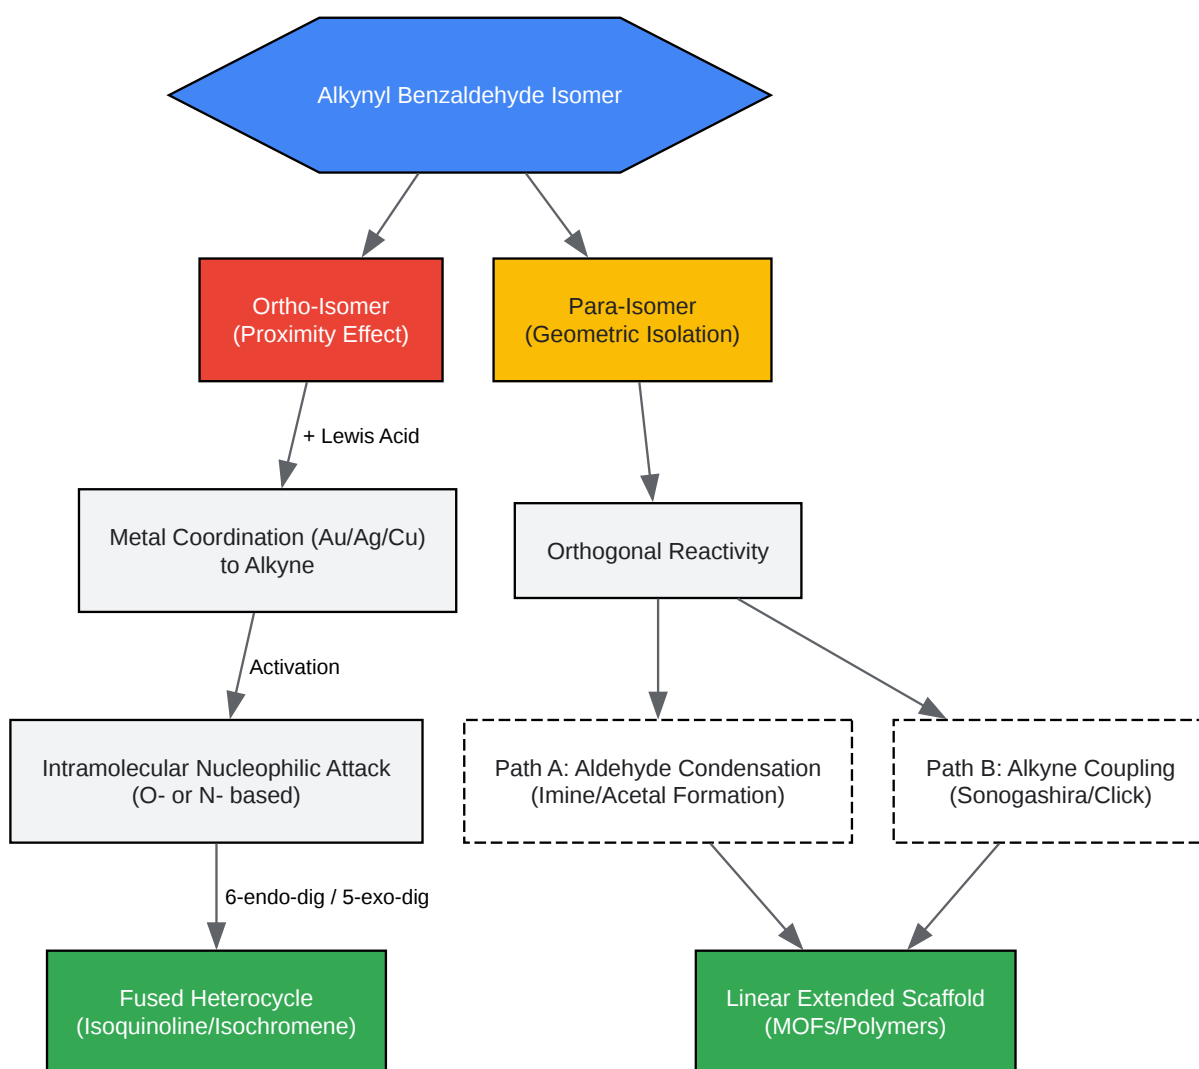 Alkynyl Benzaldehyde Isomer
Ortho-Isomer
(Proximity Effect)
Para-Isomer
(Geometric Isolation)
+ Lewis Acid
Metal Coordination (Au/Ag/Cu)
to Alkyne
Orthogonal Reactivity
Activation
Intramolecular Nucleophilic Attack
(O- or N- based)
Path A: Aldehyde Condensation
(Imine/Acetal Formation)
Path B: Alkyne Coupling
(Sonogashira/Click)
6-endo-dig / 5-exo-dig
Fused Heterocycle
(Isoquinoline/Isochromene)
Linear Extended Scaffold
(MOFs/Polymers)